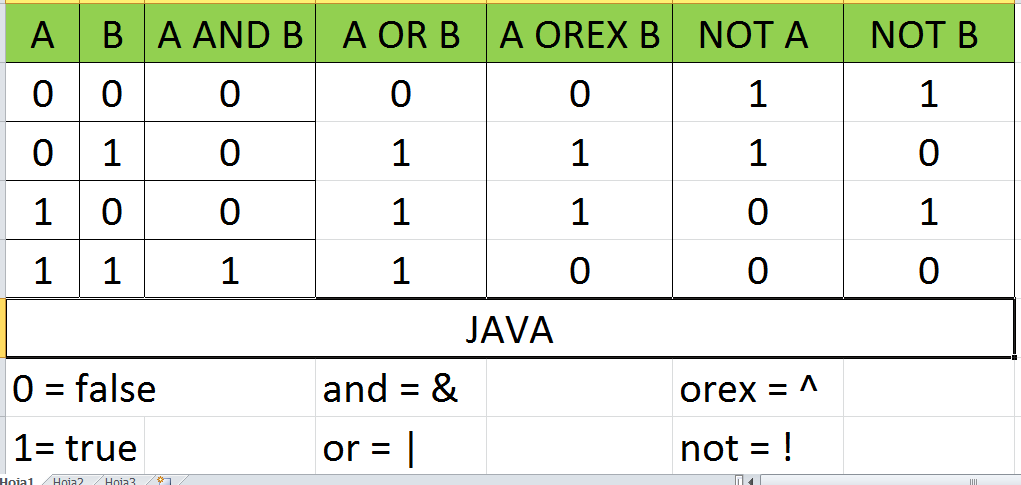 A B A AND B A OR B A OREX B NOT A NOT B
0 0 0 0 0 1 1
0 1 0 1 1 1 0
1 0 0 1 1 0 1
1 1 1 1 0 0 0
JAVA
0 = false and = & orex = ^
1= true or = | not = !
Hoja1 Hoja2 Hoja3